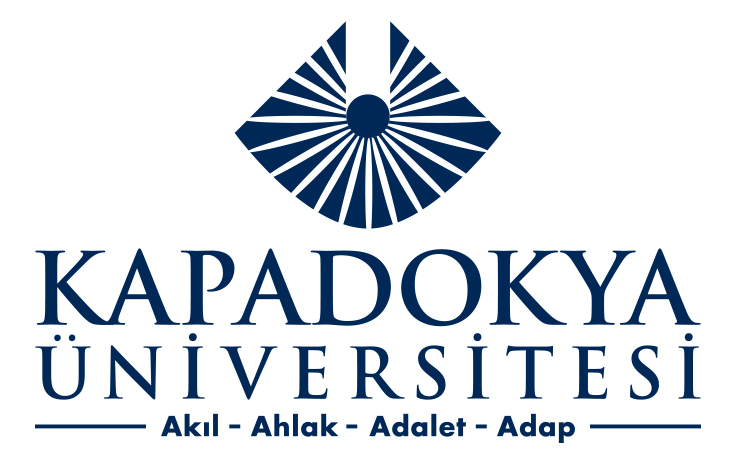 KAPADOKYA
ÜNİVERSİTESİ
Akıl - Ahlak - Adalet - Adap